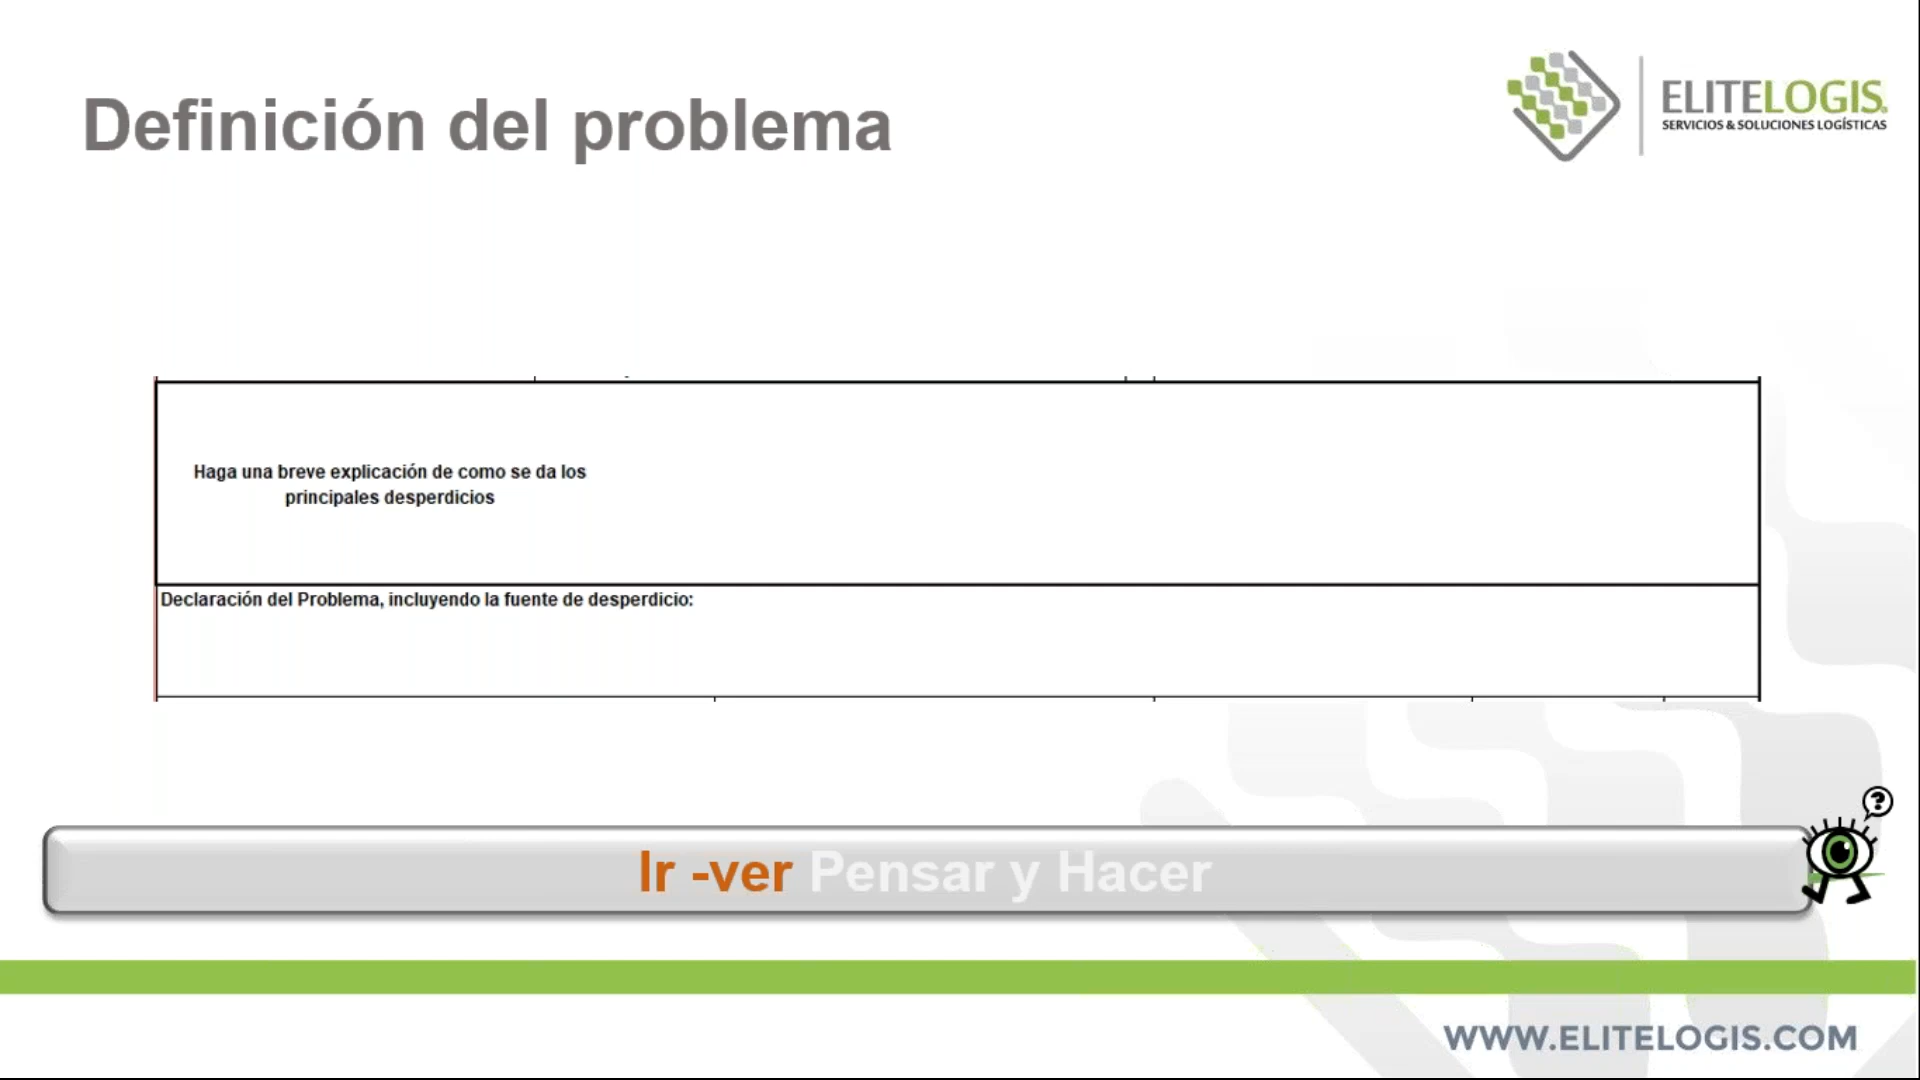 Definición del problema
ELITELOGIS
SERVICIOS & SOLUCIONES LOGÍSTICAS
Haga una breve explicación de como se da los
principales desperdicios
Declaración del Problema, incluyendo la fuente de desperdicio:
?
Ir -ver Pensar y Hacer
WWW.ELITELOGIS.COM